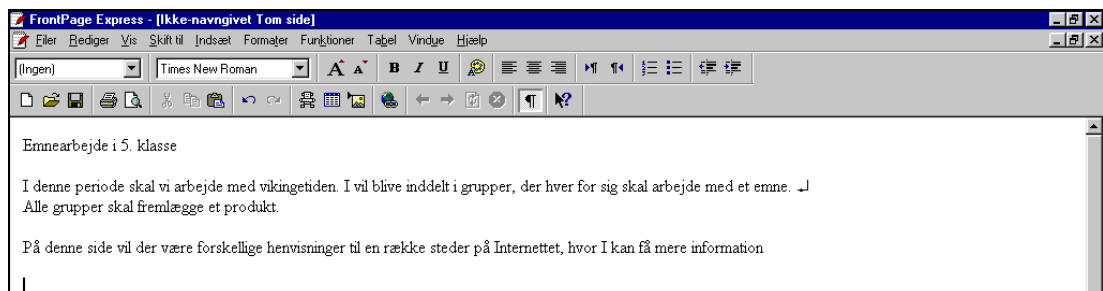 FrontPage Express - [Ikke-navngivet Tom side]
Filer Rediger Vis Skift til Indsæt Formater Funktioner Tabel Vindue Hjælp
(Ingen) Times New Roman A A B I U
Emnearbejde i 5. klasse
I denne periode skal vi arbejde med vikingetiden. I vil blive inddelt i grupper, der hver for sig skal arbejde med et emne.
Alle grupper skal fremlægge et produkt.
På denne side vil der være forskellige henvisninger til en række steder på Internettet, hvor I kan få mere information